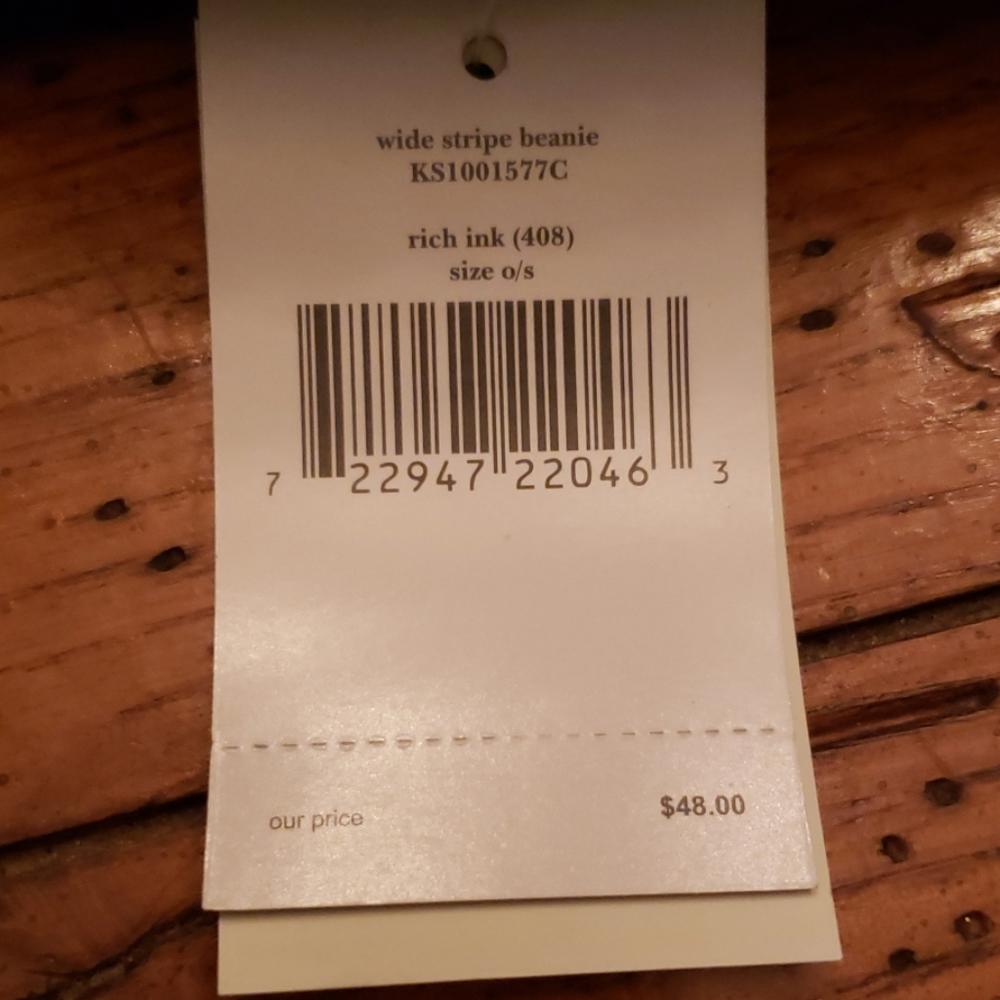 wide stripe beanie
KS1001577C
rich ink (408)
size o/s
7 22947 22046 3
our price $48.00